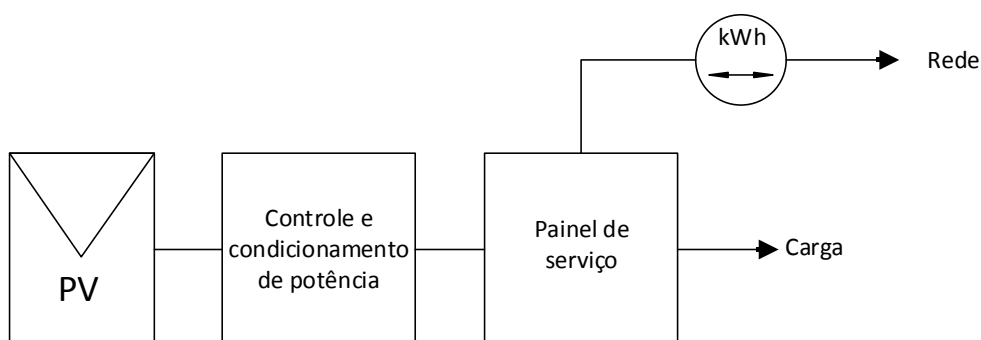 kWh
Rede
PV
Controle e
condicionamento
de potência
Painel de
serviço
Carga